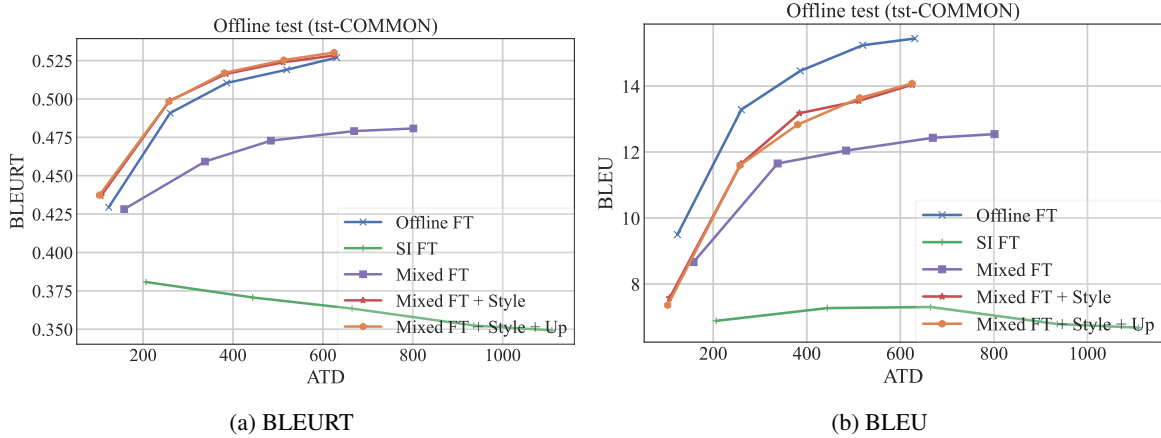 Offline test (tst-COMMON)
BLEURT
0.525
0.500
0.475
0.450
0.425
0.400
0.375
0.350
Offline FT
SI FT
Mixed FT
Mixed FT + Style
Mixed FT + Style + Up
200 400 600 800 1000
ATD
(a) BLEURT
Offline test (tst-COMMON)
BLEU
14
12
10
8
Offline FT
SI FT
Mixed FT
Mixed FT + Style
Mixed FT + Style + Up
200 400 600 800 1000
ATD
(b) BLEU